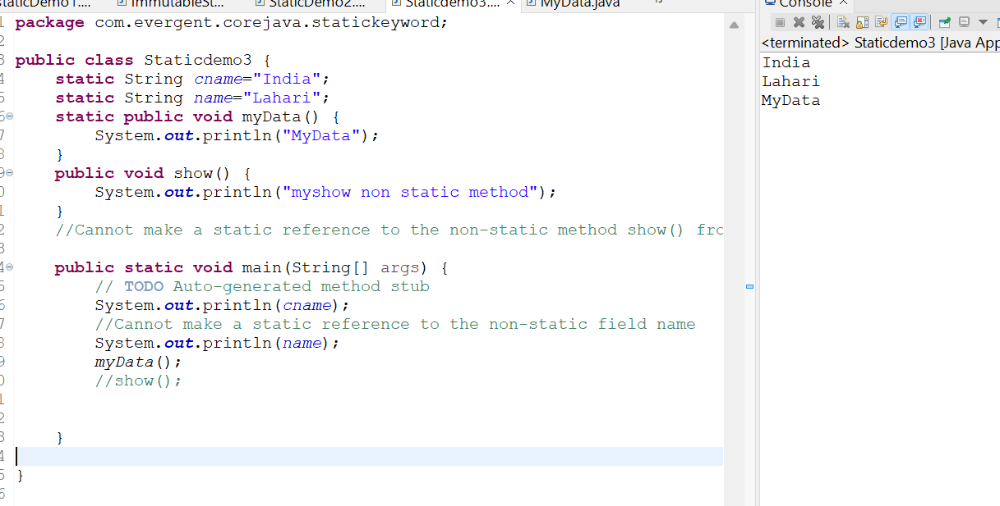 ImmutableSt... StaticDemo2.... Staticdemo3.... MyData.java
Console
package com.evergent.corejava.statickeyword;
public class Staticdemo3 {
static String cname="India";
static String name="Lahari";
static public void myData() {
System.out.println("MyData");
}
public void show() {
System.out.println("myshow non static method");
}
//Cannot make a static reference to the non-static method show() fro
public static void main(String[] args) {
// TODO Auto-generated method stub
System.out.println(cname);
//Cannot make a static reference to the non-static field name
System.out.println(name);
myData();
//show();
}
}
<terminated> Staticdemo3 [Java App
India
Lahari
MyData